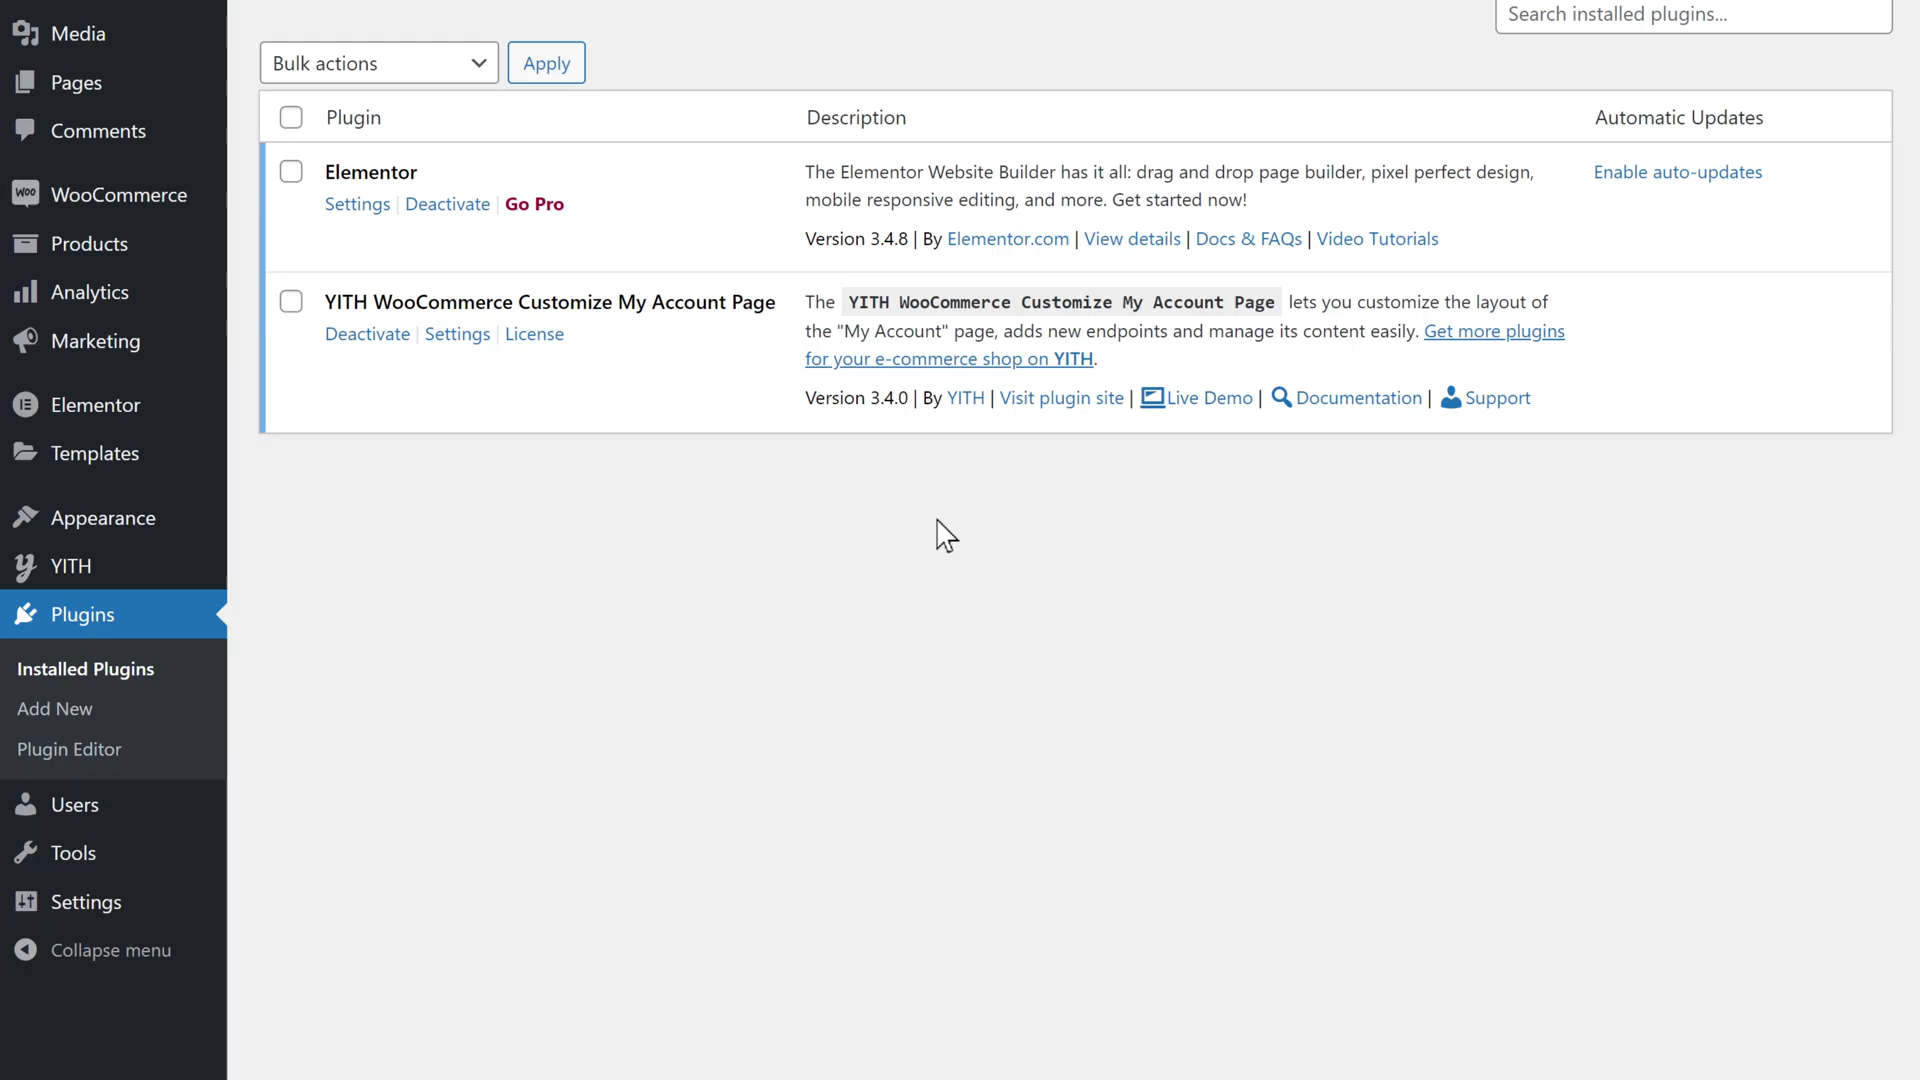 Media
Pages
Comments
WooCommerce
Products
Analytics
Marketing
Elementor
Templates
Appearance
YITH
Plugins
Installed Plugins
Add New
Plugin Editor
Users
Tools
Settings
Collapse menu
Search installed plugins...
Bulk actions
Apply
Plugin
Description
Automatic Updates
Elementor
Settings | Deactivate | Go Pro
The Elementor Website Builder has it all: drag and drop page builder, pixel perfect design,
mobile responsive editing, and more. Get started now!
Version 3.4.8 | By Elementor.com | View details | Docs & FAQs | Video Tutorials
Enable auto-updates
YITH WooCommerce Customize My Account Page
Deactivate | Settings | License
The YITH WooCommerce Customize My Account Page lets you customize the layout of
the "My Account" page, adds new endpoints and manage its content easily. Get more plugins
for your e-commerce shop on YITH.
Version 3.4.0 | By YITH | Visit plugin site | Live Demo | Documentation | Support